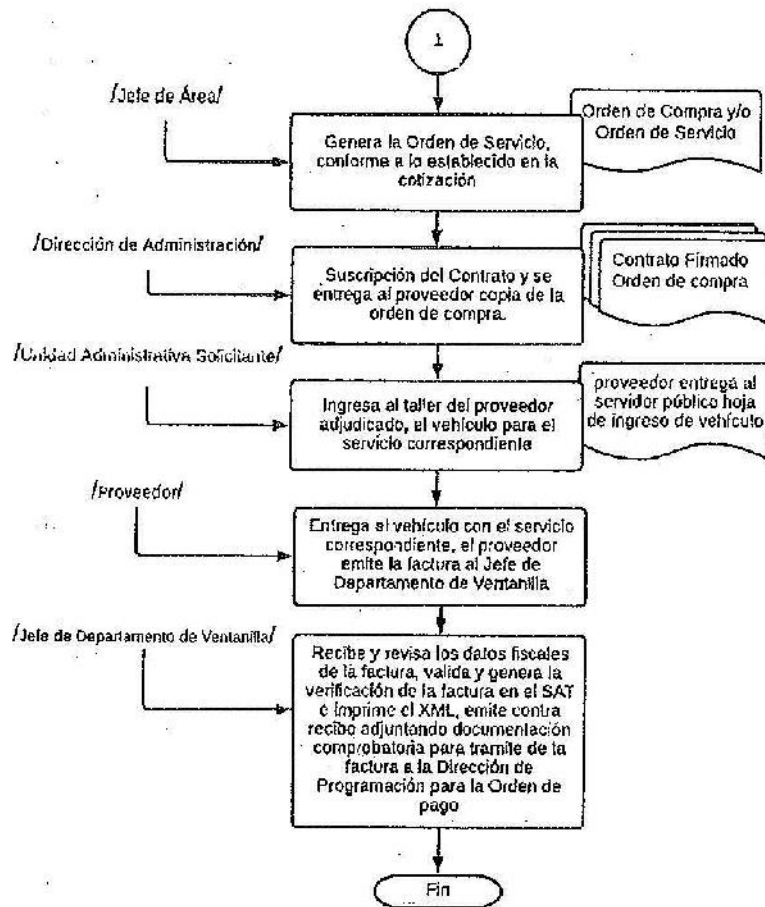 1
/Jefe de Área/
Genera la Orden de Servicio,
conforme a lo establecido en la
cotización
Orden de Compra y/o
Orden de Servicio
/Dirección de Administración/
Suscripción del Contrato y se
entrega al proveedor copia de la
orden de compra.
Contrato Firmado
Orden de compra
/Unidad Administrativa Solicitante/
Ingresa al taller del proveedor
adjudicado, el vehículo para el
servicio correspondiente
proveedor entrega al
servidor público hoja
de ingreso de vehículo
/Proveedor/
Entrega el vehículo con el servicio
correspondiente, el proveedor
emite la factura al Jefe de
Departamento de Ventanilla
/Jefe de Departamento de Ventanilla/
Recibe y revisa los datos fiscales
de la factura, valida y genera la
verificación de la factura en el SAT
e imprime el XML, emite contra
recibo adjuntando documentación
comprobatoria para tramite de la
factura a la Dirección de
Programación para la Orden de
pago
Fin